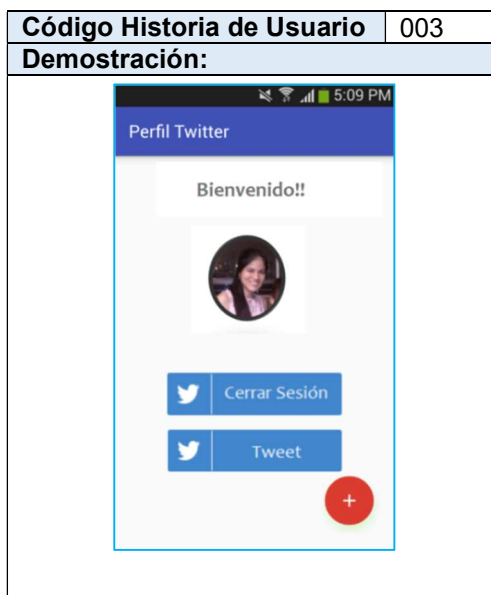 Código Historia de Usuario 003
Demostración:
5:09 PM
Perfil Twitter
Bienvenido!!
Cerrar Sesión
Tweet
+